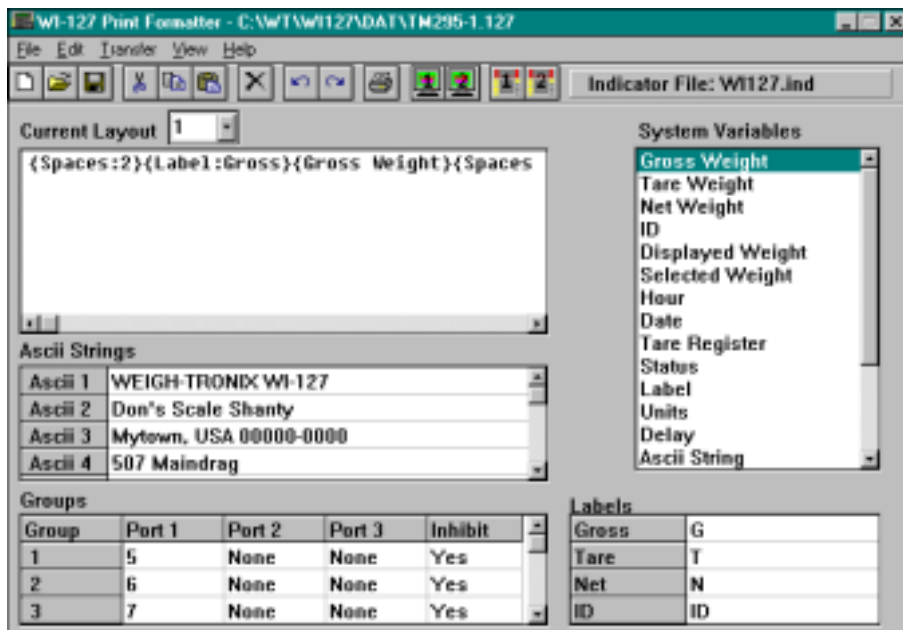 WI-127 Print Formatter - C:\WT\WI127\DAT\TM295-1.127
File Edit Transfer View Help
1 2 1 2 Indicator File: WI127.ind
Current Layout 1
{Spaces:2}{Label:Gross}{Gross Weight}{Spaces
System Variables
Gross Weight
Tare Weight
Net Weight
ID
Displayed Weight
Selected Weight
Hour
Date
Tare Register
Status
Label
Units
Delay
Ascii String
Ascii Strings
Ascii 1 WEIGH-TRONIX WI-127
Ascii 2 Don's Scale Shanty
Ascii 3 Mytown, USA 00000-0000
Ascii 4 507 Maindrag
Groups
Group Port 1 Port 2 Port 3 Inhibit
1 5 None None Yes
2 6 None None Yes
3 7 None None Yes
Labels
Gross G
Tare T
Net N
ID ID